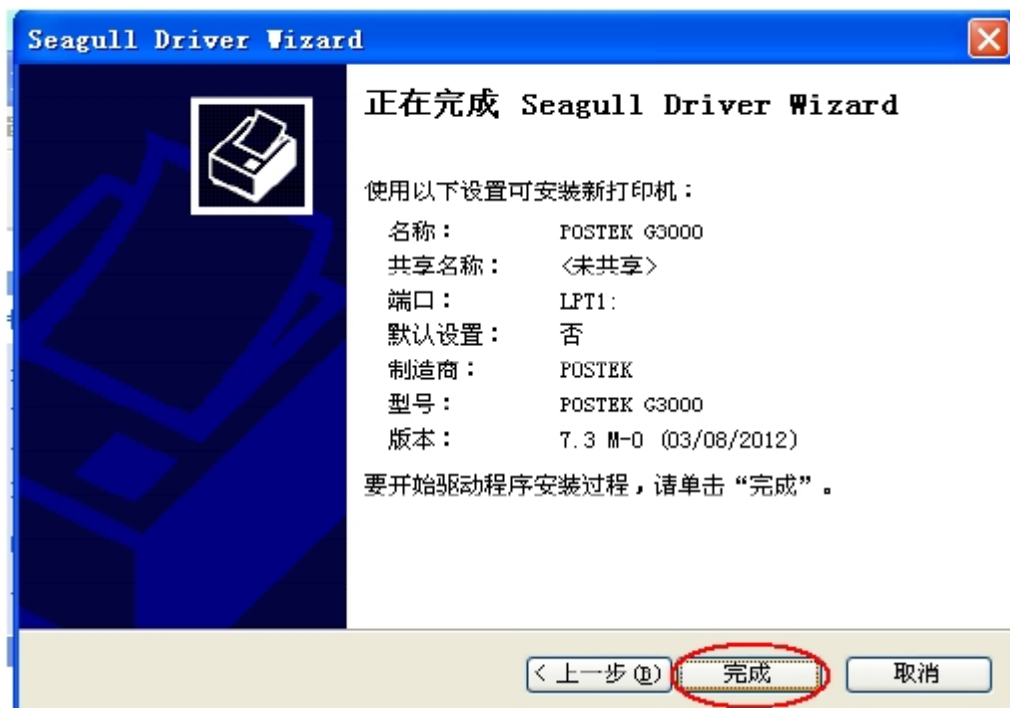 Seagull Driver Wizard
正在完成 Seagull Driver Wizard
使用以下设置可安装新打印机：
名称： POSTEK G3000
共享名称： <未共享>
端口： LPT1:
默认设置： 否
制造商： POSTEK
型号： POSTEK G3000
版本： 7.3 M-0 (03/08/2012)
要开始驱动程序安装过程，请单击“完成”。
< 上一步(B) 完成 取消